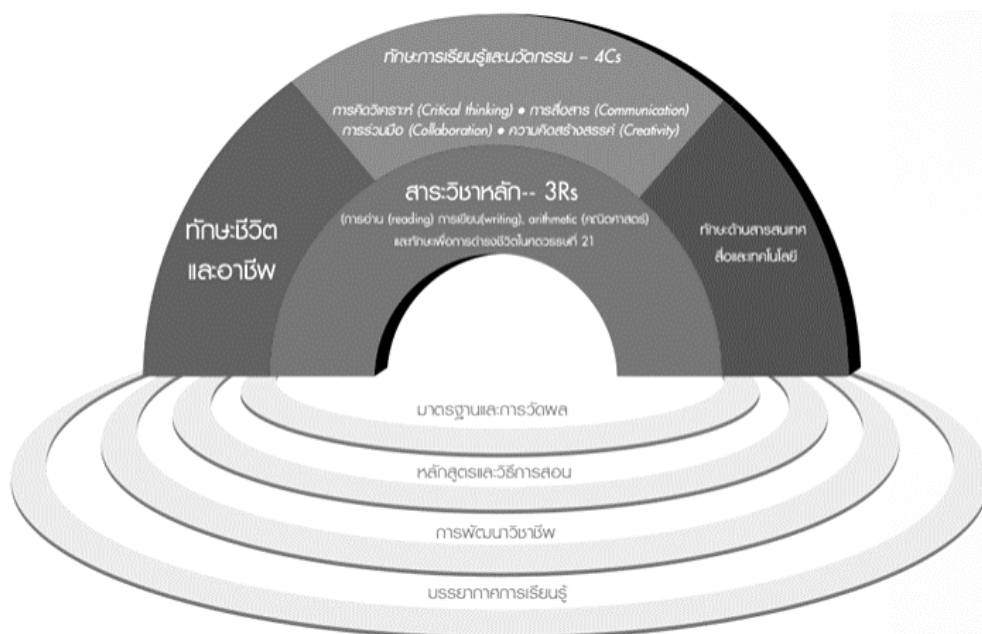 ทักษะการเรียนรู้และนวัตกรรม - 4Cs
การคิดวิเคราะห์ (Critical thinking) ● การสื่อสาร (Communication)
การร่วมมือ (Collaboration) ● ความคิดสร้างสรรค์ (Creativity)
สาระวิชาหลัก-- 3Rs
(การอ่าน (reading) การเขียน(writing), arithmetic (คณิตศาสตร์)
และทักษะเพื่อการดำรงชีวิตในศตวรรษที่ 21
ทักษะชีวิต
และอาชีพ
ทักษะด้านสารสนเทศ
สื่อและเทคโนโลยี
มาตรฐานและการวัดผล
หลักสูตรและวิธีการสอน
การพัฒนาวิชาชีพ
บรรยากาศการเรียนรู้